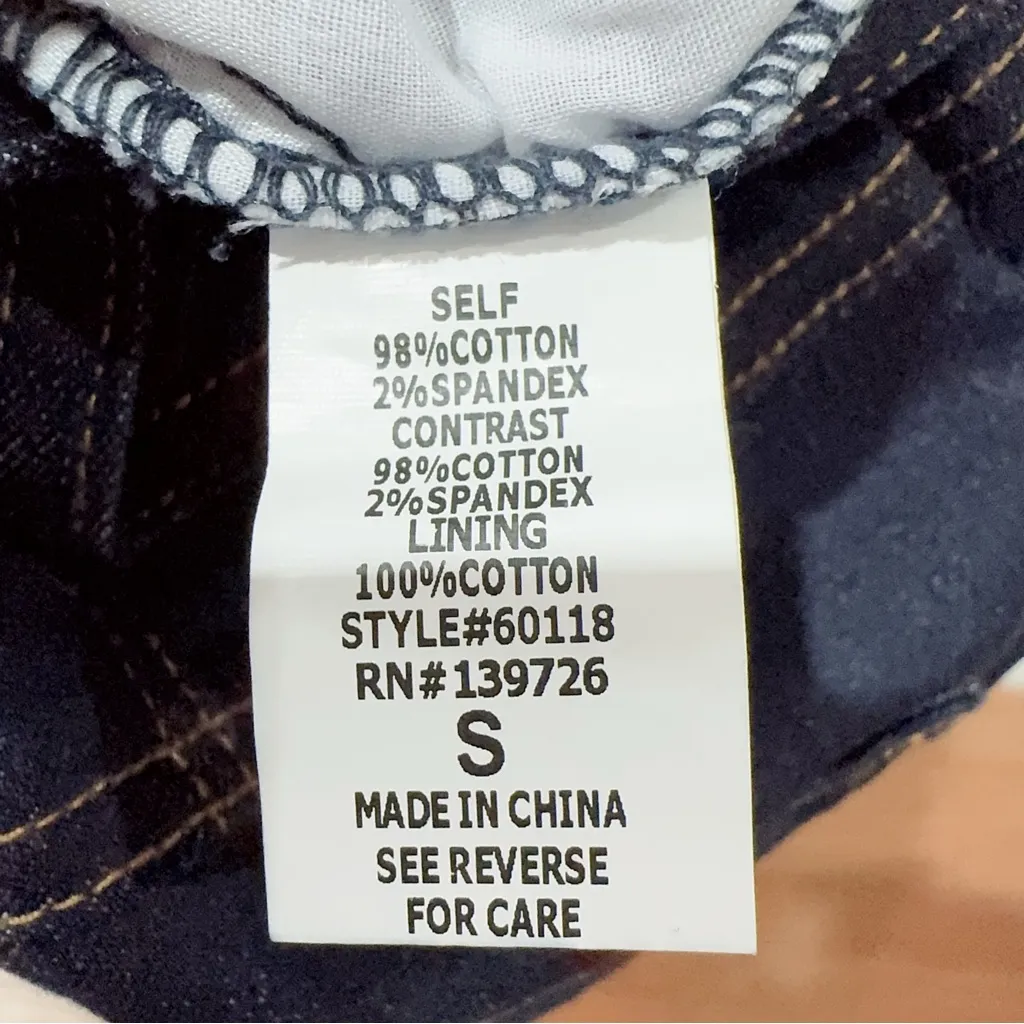 SELF
98%COTTON
2%SPANDEX
CONTRAST
98%COTTON
2%SPANDEX
LINING
100%COTTON
STYLE#60118
RN#139726
S
MADE IN CHINA
SEE REVERSE
FOR CARE